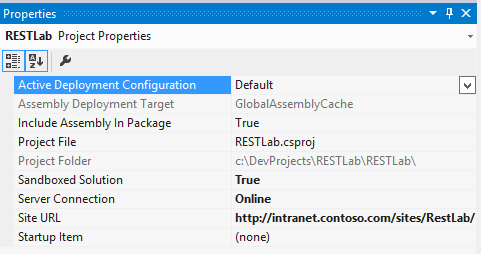 Properties
RESTLab Project Properties
Active Deployment Configuration Default
Assembly Deployment Target GlobalAssemblyCache
Include Assembly In Package True
Project File RESTLab.csproj
Project Folder c:\DevProjects\RESTLab\RESTLab\
Sandboxed Solution True
Server Connection Online
Site URL http://intranet.contoso.com/sites/RestLab/
Startup Item (none)